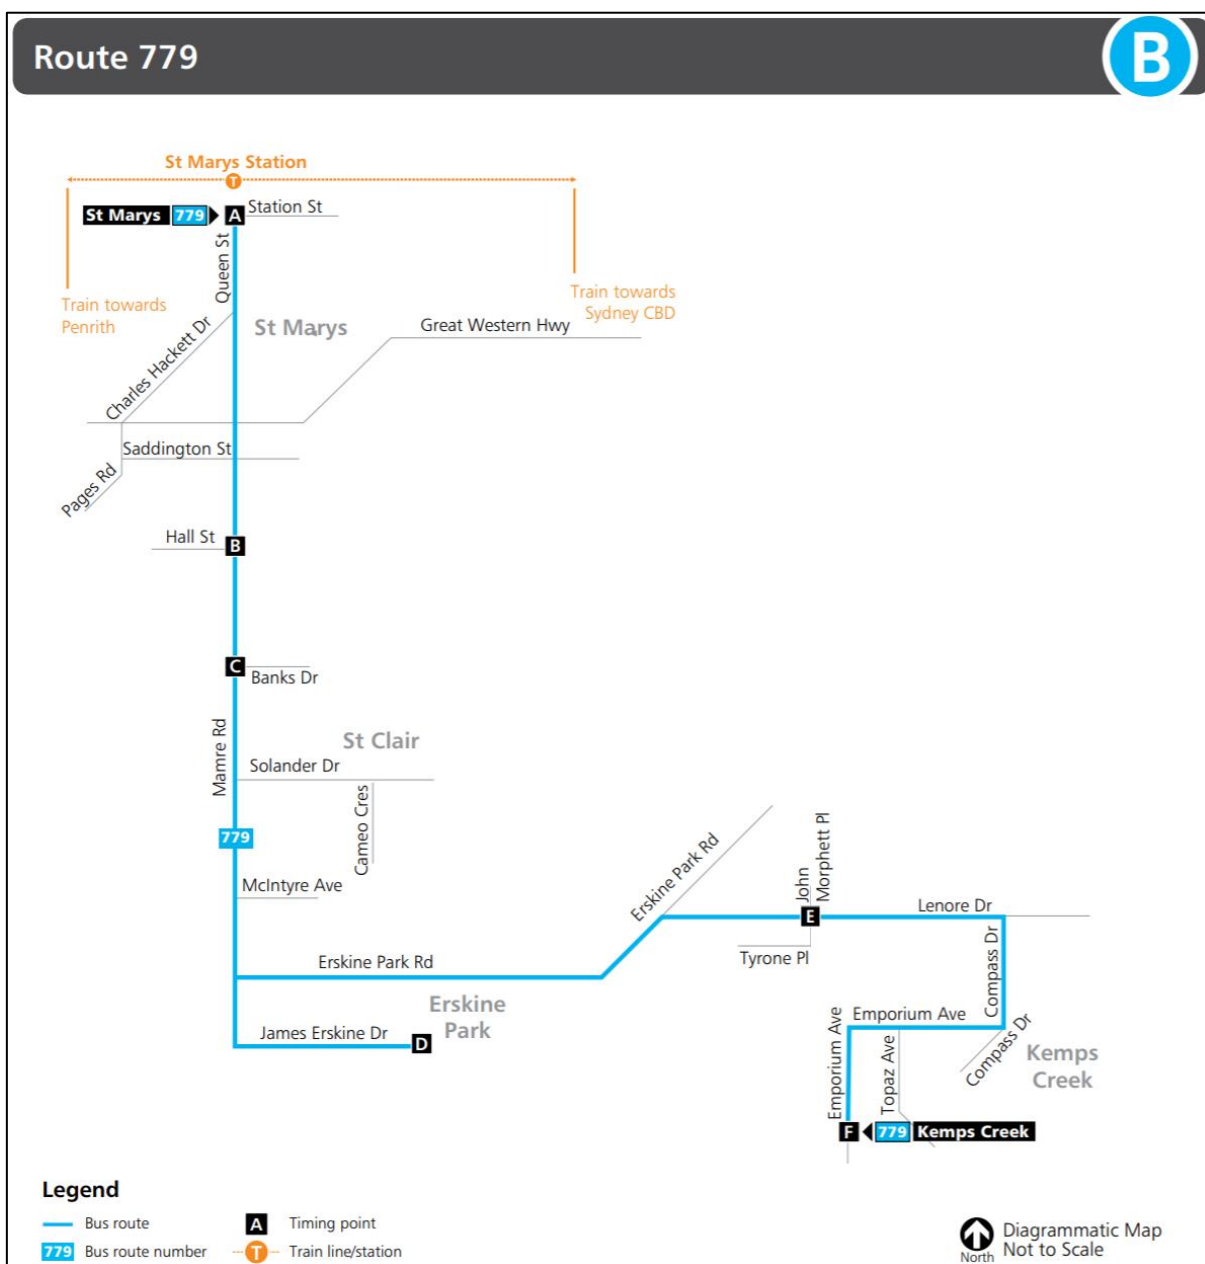 Route 779
B
St Marys Station
T
St Marys 779 A Station St
Queen St
Train towards
Penrith
Train towards
Sydney CBD
St Marys
Great Western Hwy
Charles Hackett Dr
Saddington St
Pages Rd
Hall St
B
C
Banks Dr
Mamre Rd
St Clair
Solander Dr
Cameo Cres
779
McIntyre Ave
Erskine Park Rd
John
Morphett Pl
E
Lenore Dr
Tyrone Pl
Erskine Park Rd
Compass Dr
Erskine
Park
James Erskine Dr
D
Emporium Ave
Emporium Ave
Topaz Ave
Compass Dr
Kemps
Creek
F 779 Kemps Creek
Legend
Bus route
A Timing point
779 Bus route number
T Train line/station
North
Diagrammatic Map
Not to Scale